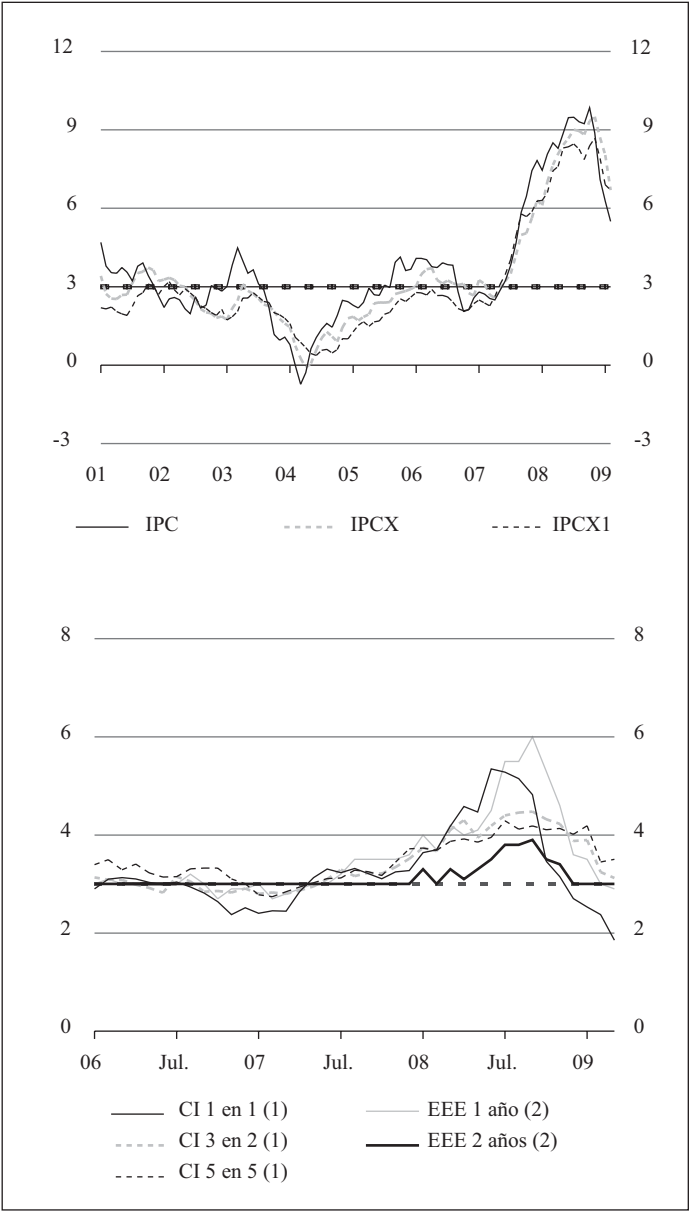 12 12
9 9
6 6
3 3
0 0
-3 -3
01 02 03 04 05 06 07 08 09
IPC IPCX IPCX1
8 8
6 6
4 4
2 2
0 0
06 Jul. 07 Jul. 08 Jul. 09
CI 1 en 1 (1) EEE 1 año (2)
CI 3 en 2 (1) EEE 2 años (2)
CI 5 en 5 (1)